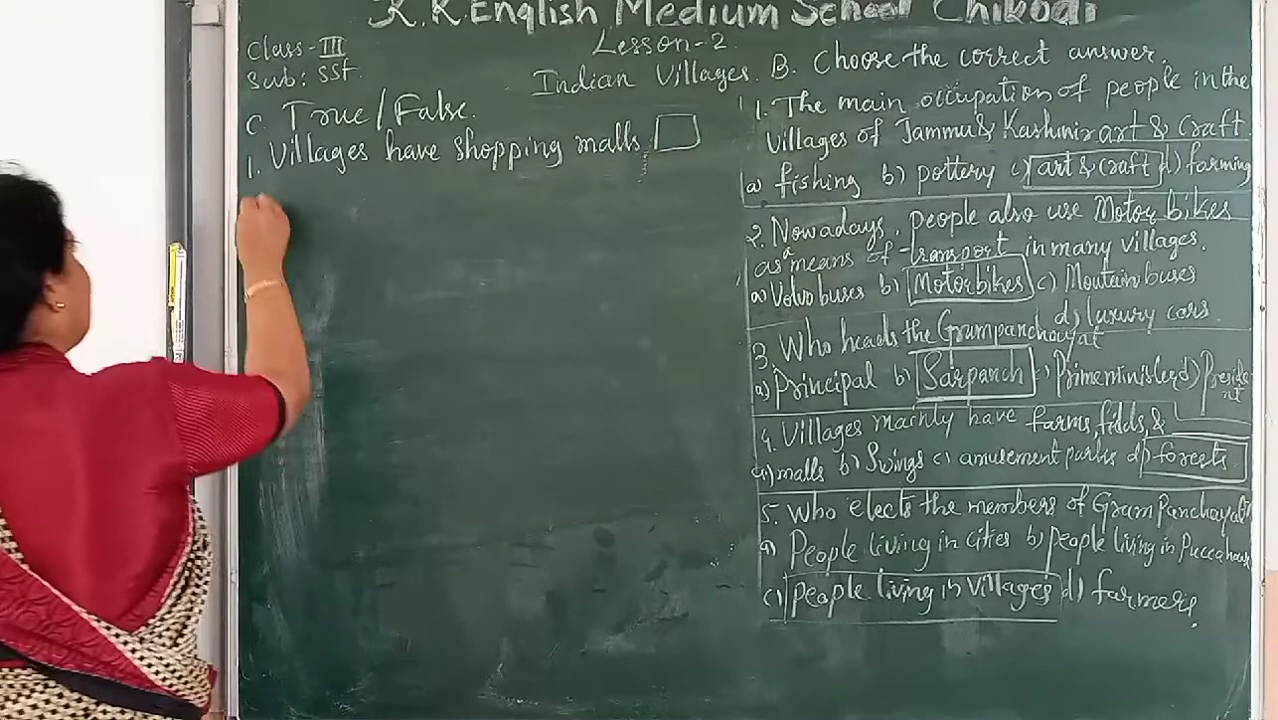 K.K.English Medium School Chikodi
Class-III
Sub: SST.
Lesson-2
Indian Villages.
C. True/False.
1. Villages have shopping malls.
B. Choose the correct answer.
1. The main occupation of people in the
villages of Jammu & Kashmir art & craft.
a) fishing b) pottery c) art & craft d) farming
2. Nowadays, people also use Motor bikes
as a means of transport in many villages.
a) Volvo buses b) Motorbikes c) Moutain buses
d) luxury cars.
3. Who heads the Grampanchayat
a) Principal b) Sarpanch c) Primeminister d) President
4. Villages mainly have farms, fields, &
a) malls b) Swings c) amusement parks d) forests.
5. Who elects the members of Gram Panchayat
a) People living in cities b) people living in Pucca house
c) People living in villages d) farmers.